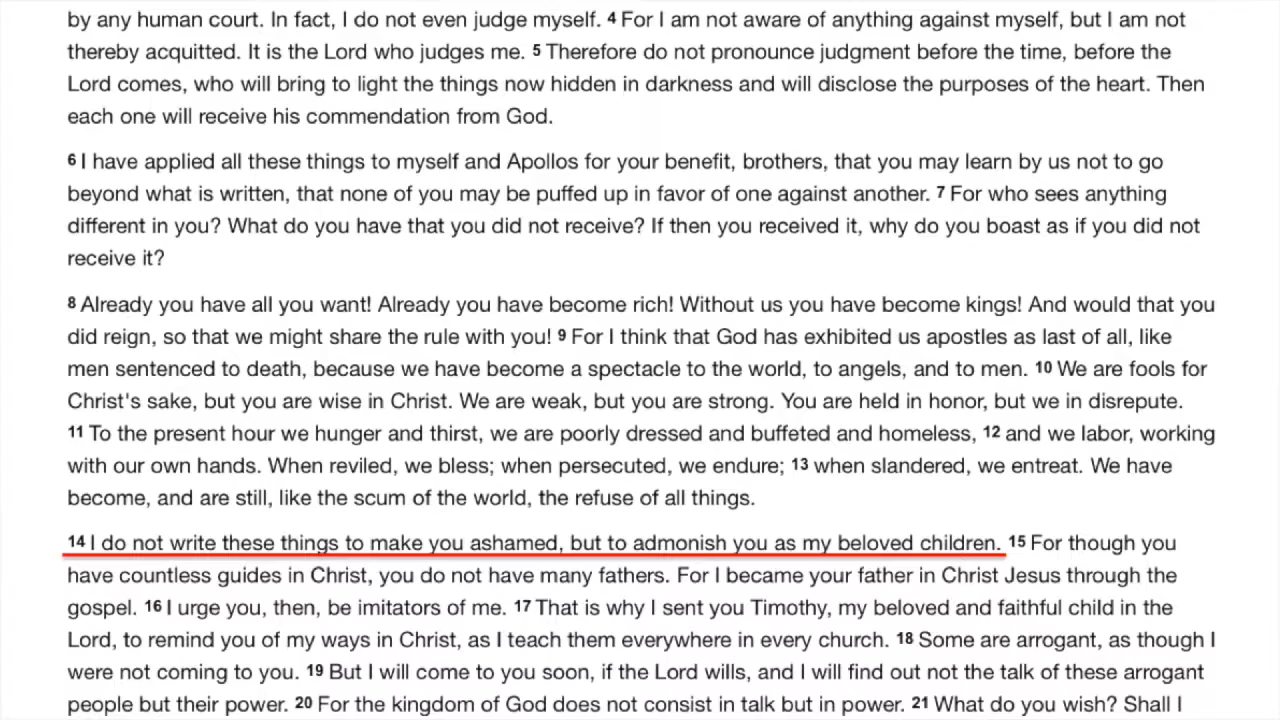 by any human court. In fact, I do not even judge myself. 4 For I am not aware of anything against myself, but I am not
thereby acquitted. It is the Lord who judges me. 5 Therefore do not pronounce judgment before the time, before the
Lord comes, who will bring to light the things now hidden in darkness and will disclose the purposes of the heart. Then
each one will receive his commendation from God.
6 I have applied all these things to myself and Apollos for your benefit, brothers, that you may learn by us not to go
beyond what is written, that none of you may be puffed up in favor of one against another. 7 For who sees anything
different in you? What do you have that you did not receive? If then you received it, why do you boast as if you did not
receive it?
8 Already you have all you want! Already you have become rich! Without us you have become kings! And would that you
did reign, so that we might share the rule with you! 9 For I think that God has exhibited us apostles as last of all, like
men sentenced to death, because we have become a spectacle to the world, to angels, and to men. 10 We are fools for
Christ's sake, but you are wise in Christ. We are weak, but you are strong. You are held in honor, but we in disrepute.
11 To the present hour we hunger and thirst, we are poorly dressed and buffeted and homeless, 12 and we labor, working
with our own hands. When reviled, we bless; when persecuted, we endure; 13 when slandered, we entreat. We have
become, and are still, like the scum of the world, the refuse of all things.
14 I do not write these things to make you ashamed, but to admonish you as my beloved children. 15 For though you
have countless guides in Christ, you do not have many fathers. For I became your father in Christ Jesus through the
gospel. 16 I urge you, then, be imitators of me. 17 That is why I sent you Timothy, my beloved and faithful child in the
Lord, to remind you of my ways in Christ, as I teach them everywhere in every church. 18 Some are arrogant, as though I
were not coming to you. 19 But I will come to you soon, if the Lord wills, and I will find out not the talk of these arrogant
people but their power. 20 For the kingdom of God does not consist in talk but in power. 21 What do you wish? Shall I